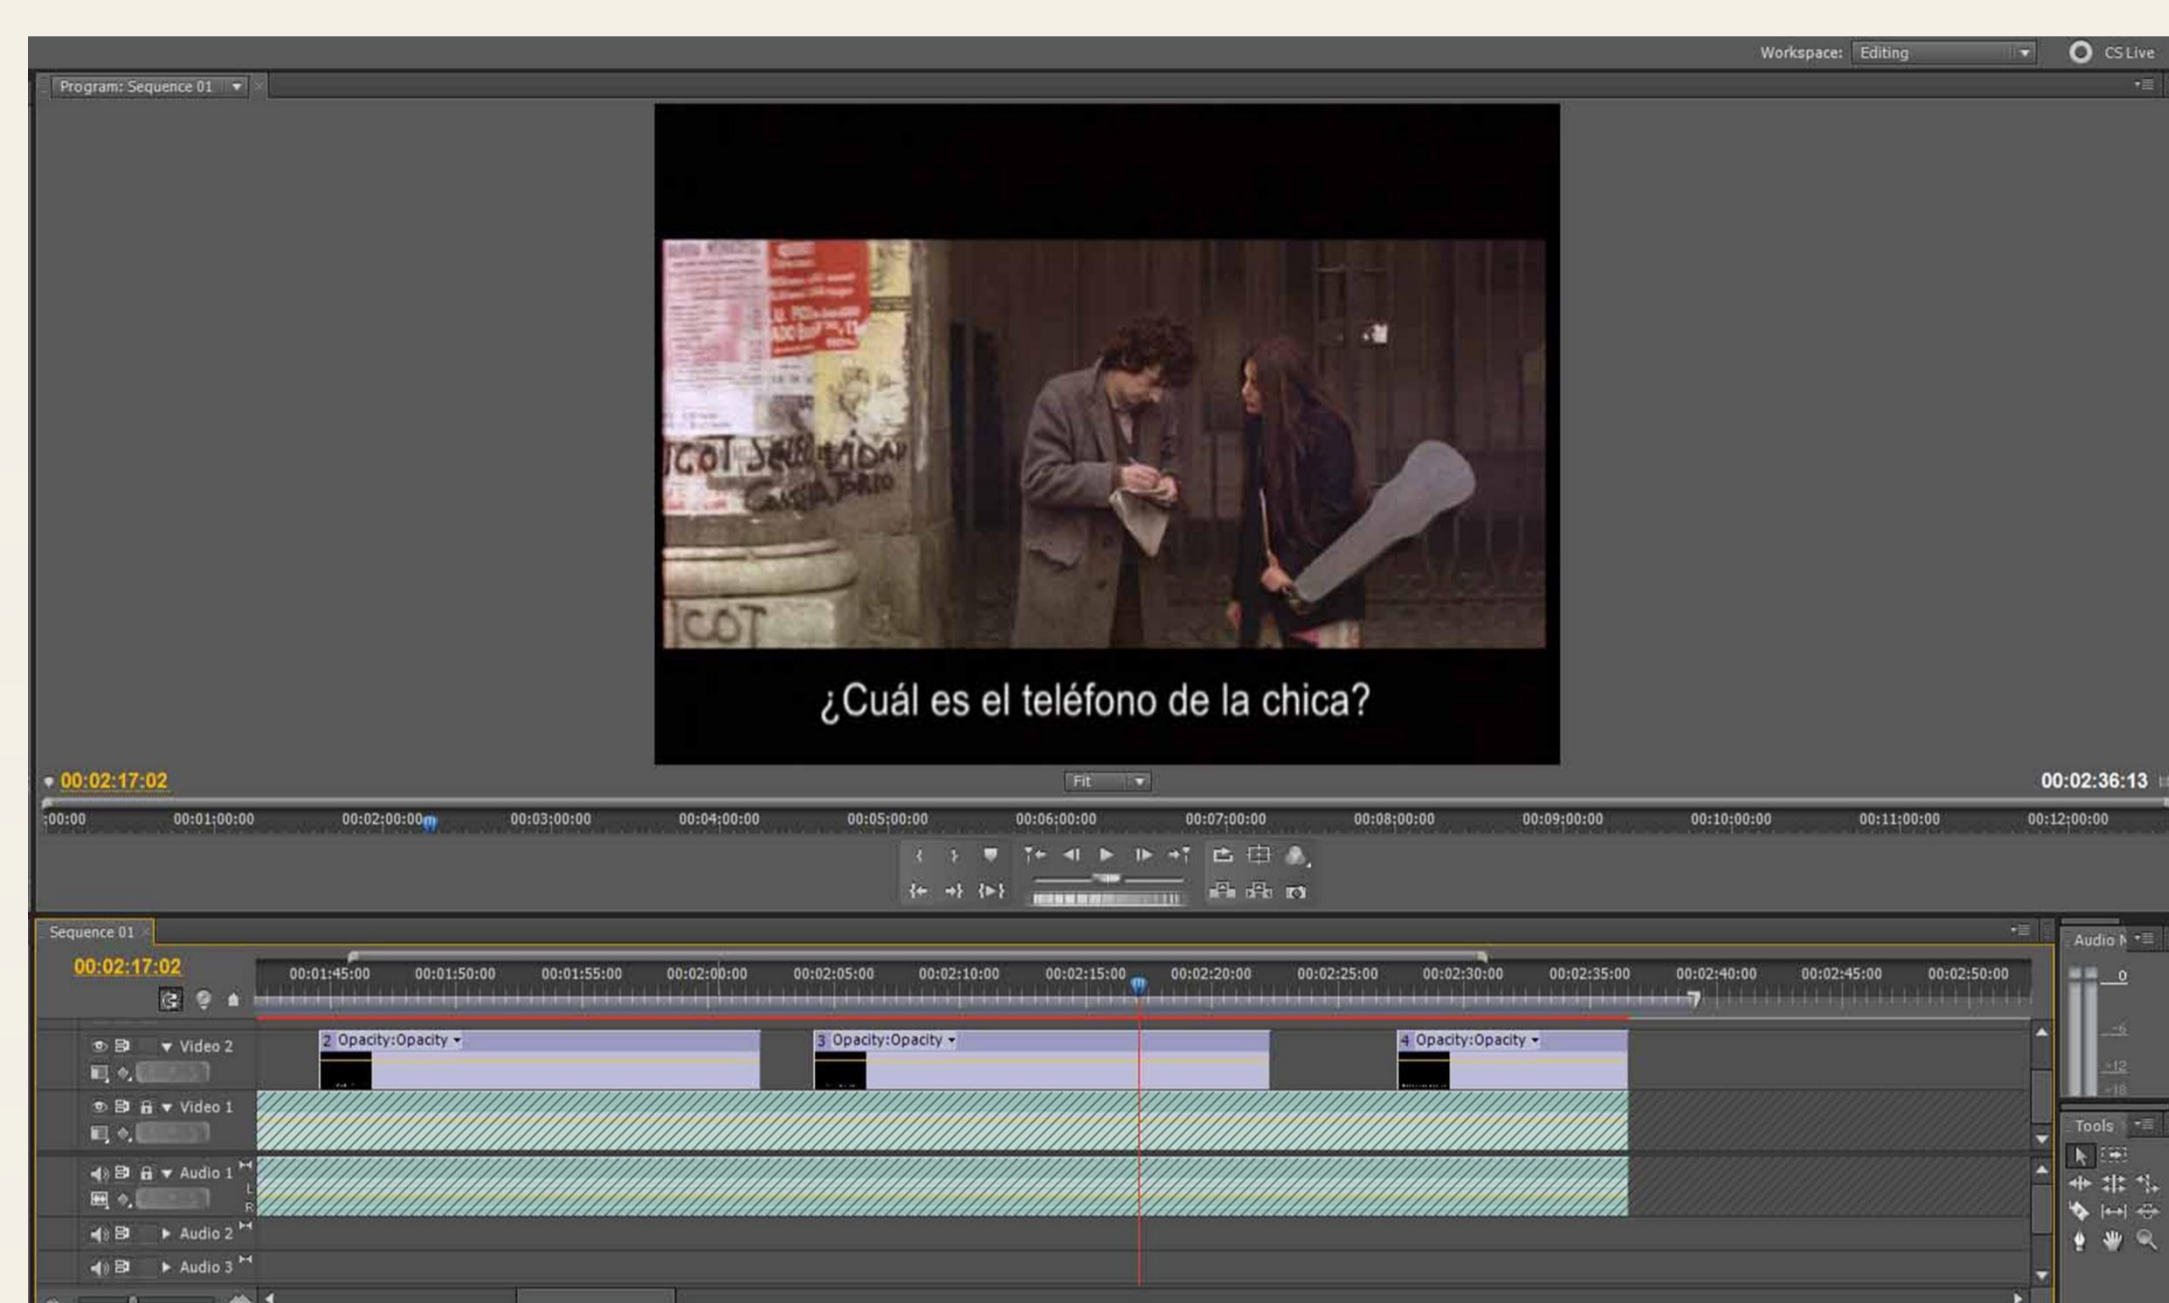 Workspace: Editing CS Live
Program: Sequence 01
ICOT
CONSERVATORIO
ICOT
¿Cuál es el teléfono de la chica?
00:02:17:02 Fit 00:02:36:13
:00:00 00:01:00:00 00:02:00:00 00:03:00:00 00:04:00:00 00:05:00:00 00:06:00:00 00:07:00:00 00:08:00:00 00:09:00:00 00:10:00:00 00:11:00:00 00:12:00:00
Sequence 01
Audio M
00:02:17:02 00:01:45:00 00:01:50:00 00:01:55:00 00:02:00:00 00:02:05:00 00:02:10:00 00:02:15:00 00:02:20:00 00:02:25:00 00:02:30:00 00:02:35:00 00:02:40:00 00:02:45:00 00:02:50:00
0
-6
-12
-18
Video 2 2 Opacity:Opacity 3 Opacity:Opacity 4 Opacity:Opacity
Video 1
Tools
Audio 1
L
R
Audio 2
Audio 3